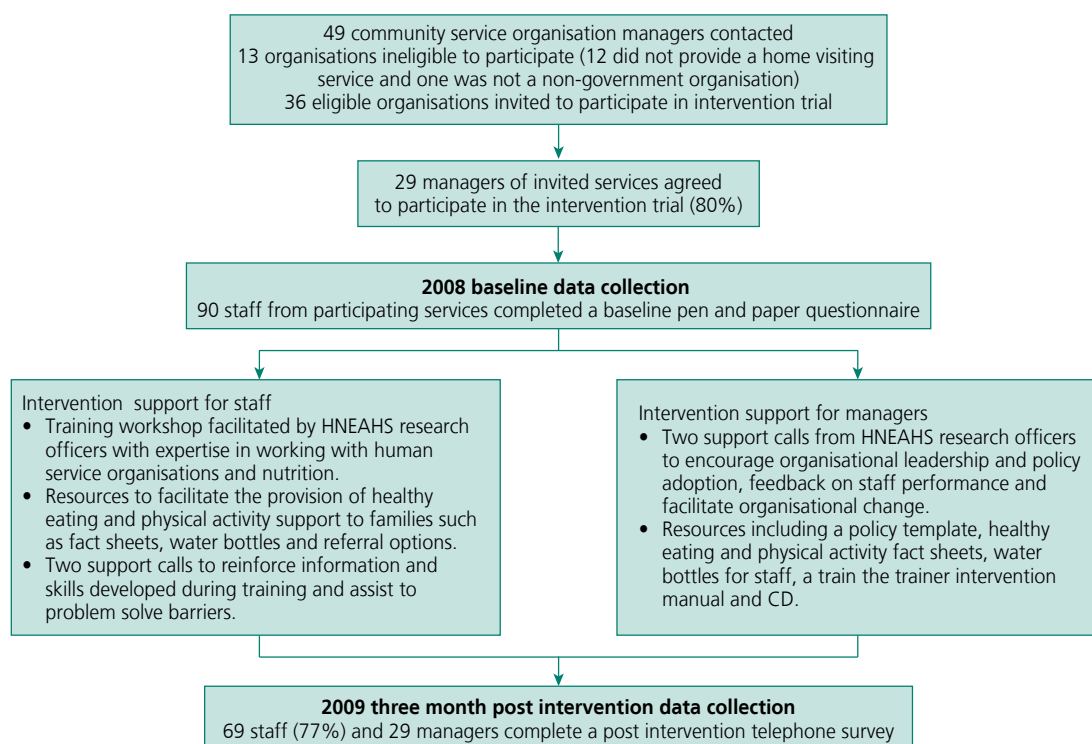 49 community service organisation managers contacted
13 organisations ineligible to participate (12 did not provide a home visiting
service and one was not a non-government organisation)
36 eligible organisations invited to participate in intervention trial
29 managers of invited services agreed
to participate in the intervention trial (80%)
2008 baseline data collection
90 staff from participating services completed a baseline pen and paper questionnaire
Intervention support for staff
• Training workshop facilitated by HNEAHS research
officers with expertise in working with human
service organisations and nutrition.
• Resources to facilitate the provision of healthy
eating and physical activity support to families such
as fact sheets, water bottles and referral options.
• Two support calls to reinforce information and
skills developed during training and assist to
problem solve barriers.
Intervention support for managers
• Two support calls from HNEAHS research officers
to encourage organisational leadership and policy
adoption, feedback on staff performance and
facilitate organisational change.
• Resources including a policy template, healthy
eating and physical activity fact sheets, water
bottles for staff, a train the trainer intervention
manual and CD.
2009 three month post intervention data collection
69 staff (77%) and 29 managers complete a post intervention telephone survey